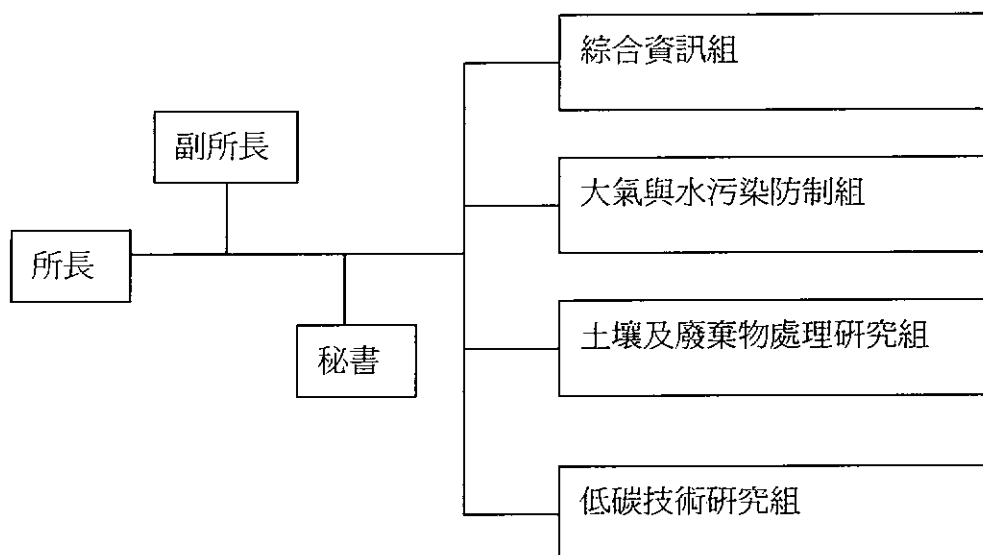 綜合資訊組
副所長
大氣與水污染防制組
所長
土壤及廢棄物處理研究組
秘書
低碳技術研究組